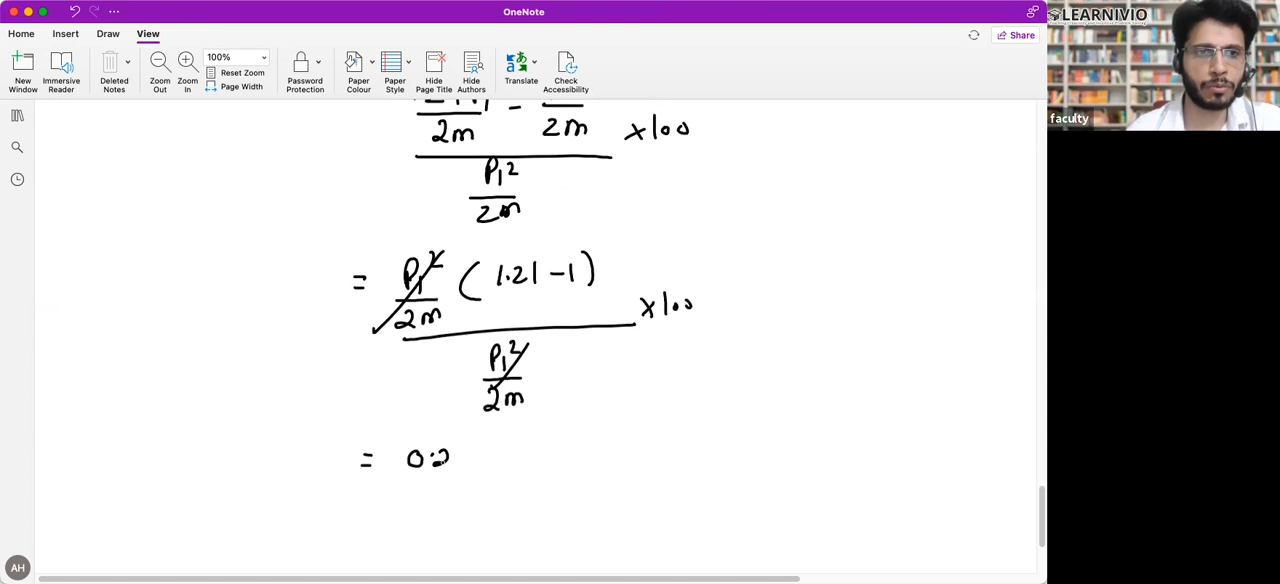 OneNote
Home Insert Draw View
Share
LEARNIVIO
New Window
Immersive Reader
Deleted Notes
Zoom Out
Zoom In
100%
Reset Zoom
Page Width
Password Protection
Paper Colour
Paper Style
Hide Page Title
Hide Authors
Translate
Check Accessibility
faculty
2m - 2m ×100
P₁²
2m
= P₁² (1.21 - 1)
2m ×100
P₁²
2m
= 0.2
AH